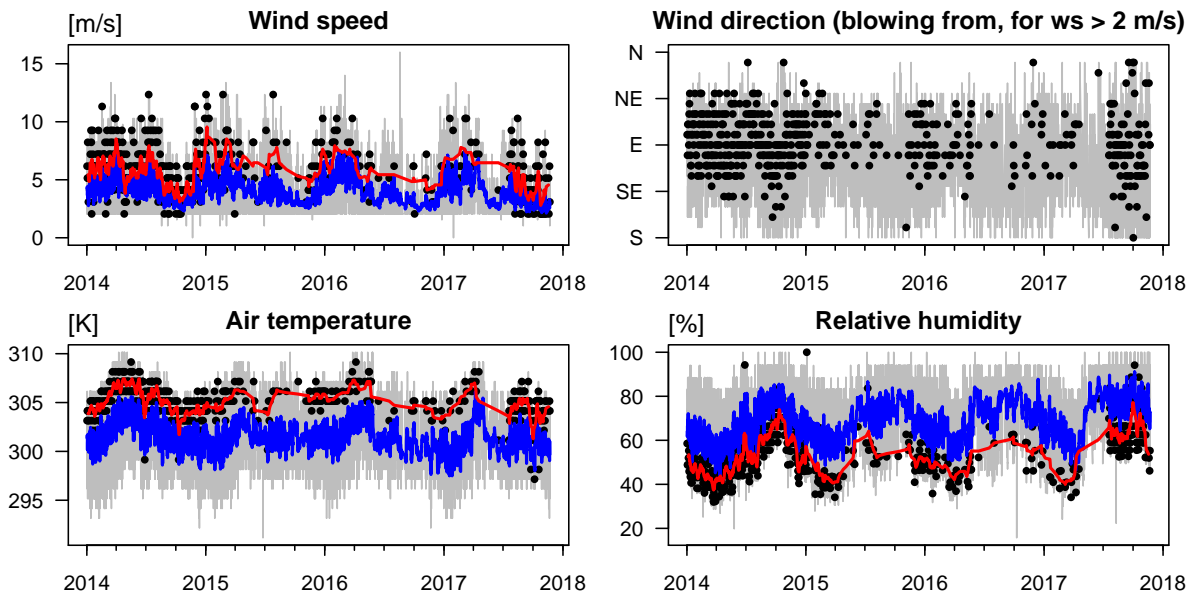 [m/s] Wind speed
15
10
5
0
2014 2015 2016 2017 2018
Wind direction (blowing from, for ws > 2 m/s)
N
NE
E
SE
S
2014 2015 2016 2017 2018
[K] Air temperature
310
305
300
295
2014 2015 2016 2017 2018
[%] Relative humidity
100
80
60
40
20
2014 2015 2016 2017 2018